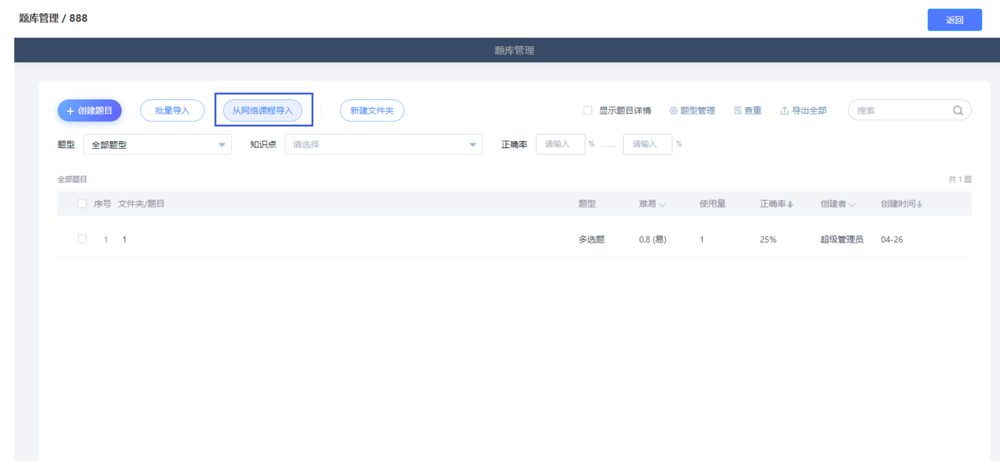 题库管理 / 888
返回
题库管理
+ 创建题目 批量导入 从网络课程导入 新建文件夹 显示题目详情 题型管理 查重 导出全部 搜索
题型 全部题型 知识点 请选择 正确率 请输入 % — 请输入 %
全部题目 共 1 题
序号 文件夹/题目 题型 难易 使用量 正确率 创建者 创建时间
1 1 多选题 0.8 (易) 1 25% 超级管理员 04-26